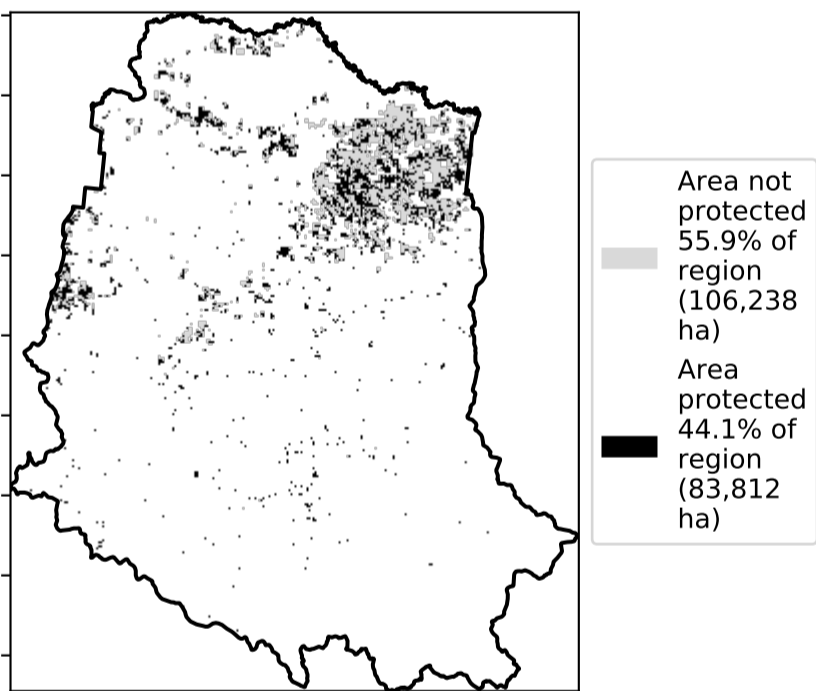 Area not
protected
55.9% of
region
(106,238
ha)
Area
protected
44.1% of
region
(83,812
ha)